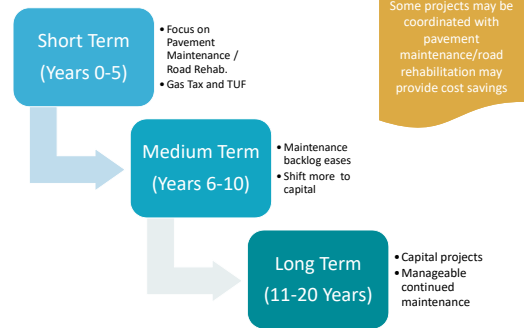 Short Term
(Years 0-5)
• Focus on
Pavement
Maintenance /
Road Rehab.
• Gas Tax and TUF
Some projects may be
coordinated with
pavement
maintenance/road
rehabilitation may
provide cost savings
Medium Term
(Years 6-10)
• Maintenance
backlog eases
• Shift more to
capital
Long Term
(11-20 Years)
• Capital projects
• Manageable
continued
maintenance